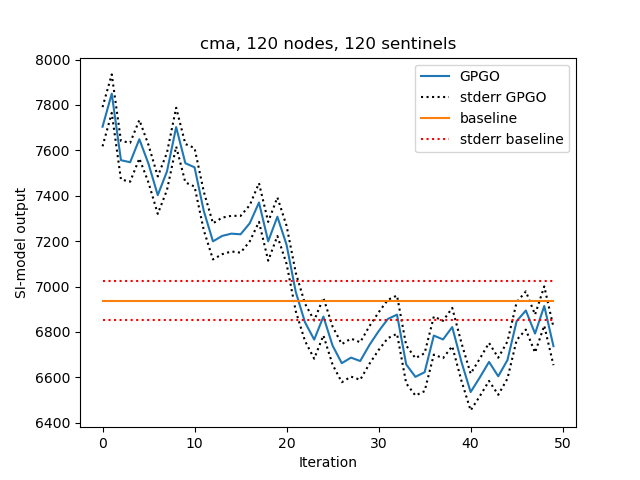 cma, 120 nodes, 120 sentinels
8000
7800
7600
7400
7200
7000
6800
6600
6400
SI-model output
GPGO
stderr GPGO
baseline
stderr baseline
0 10 20 30 40 50
Iteration